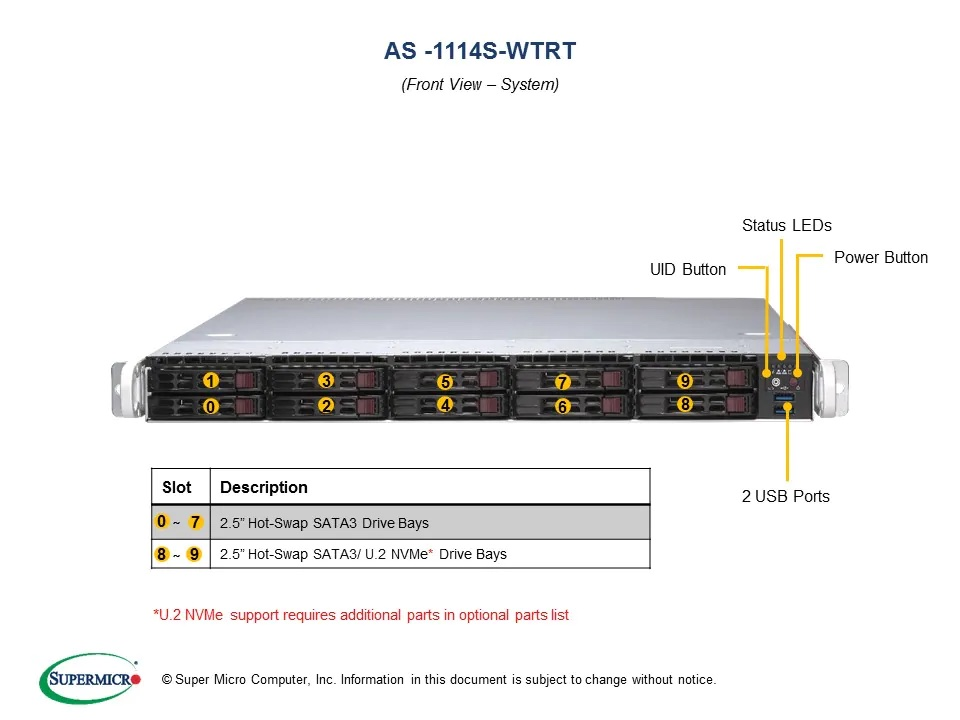 AS -1114S-WTRT
(Front View – System)
Status LEDs
Power Button
UID Button
1 3 5 7 9
0 2 4 6 8
2 USB Ports
Slot Description
0 ~ 7 2.5” Hot-Swap SATA3 Drive Bays
8 ~ 9 2.5” Hot-Swap SATA3/ U.2 NVMe* Drive Bays
*U.2 NVMe support requires additional parts in optional parts list
SUPERMICRO
© Super Micro Computer, Inc. Information in this document is subject to change without notice.